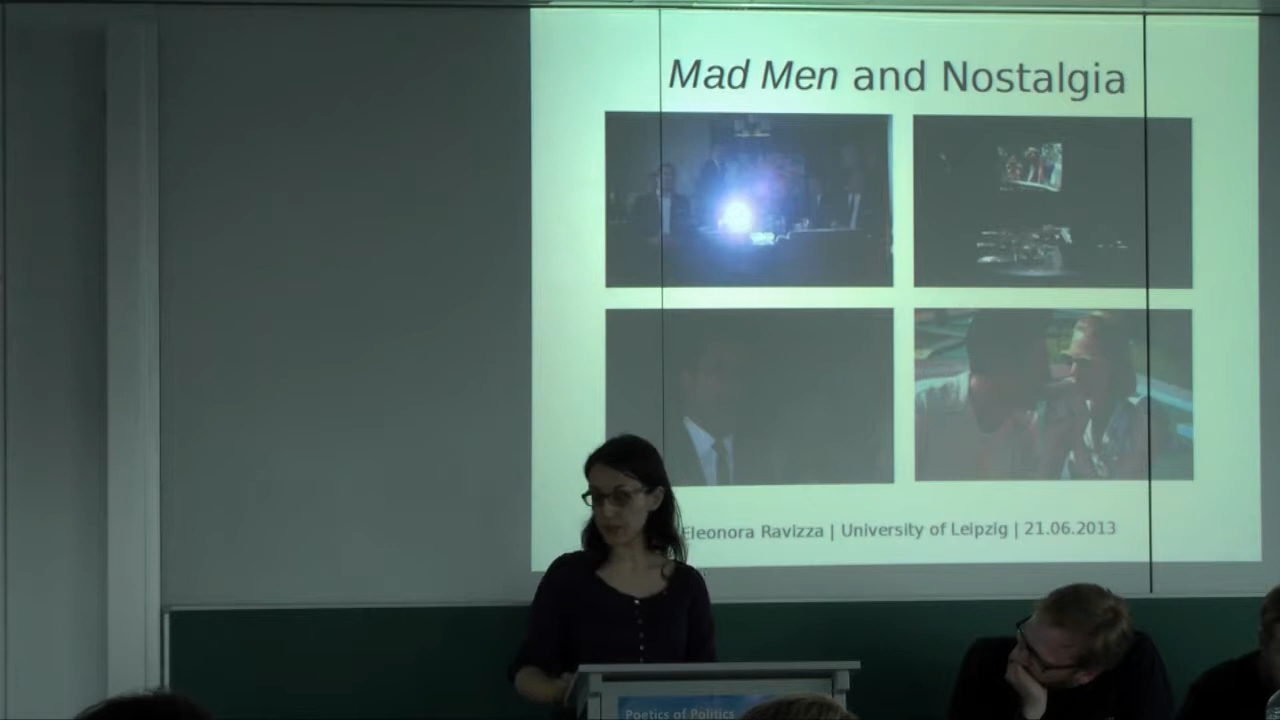 Mad Men and Nostalgia
Eleonora Ravizza | University of Leipzig | 21.06.2013
Poetics of Politics